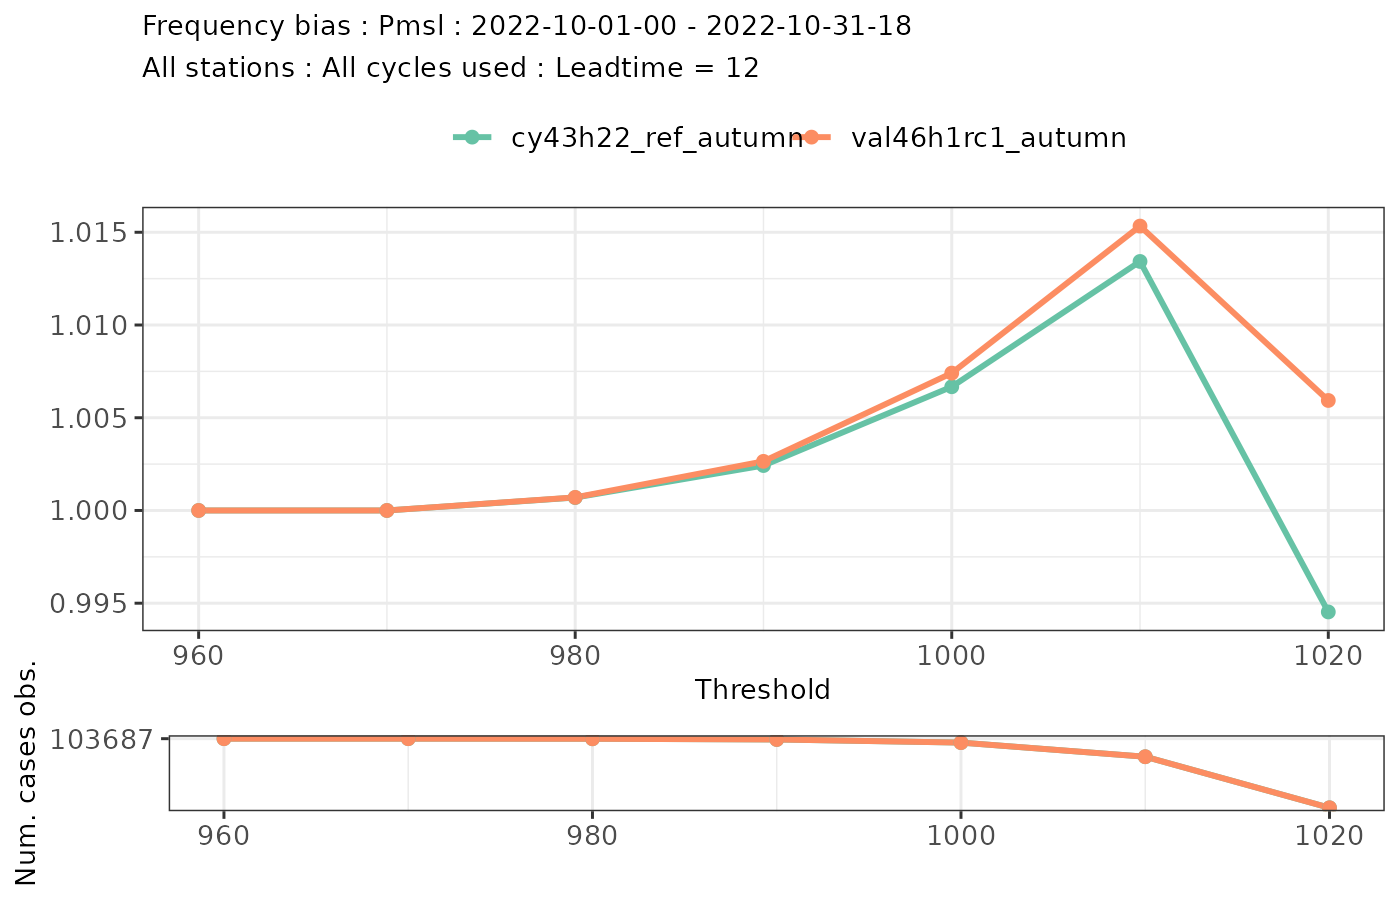 Frequency bias : Pmsl : 2022-10-01-00 - 2022-10-31-18
All stations : All cycles used : Leadtime = 12
cy43h22_ref_autumn val46h1rc1_autumn
1.015
1.010
1.005
1.000
0.995
960 980 1000 1020
Threshold
Num. cases obs.
103687
960 980 1000 1020